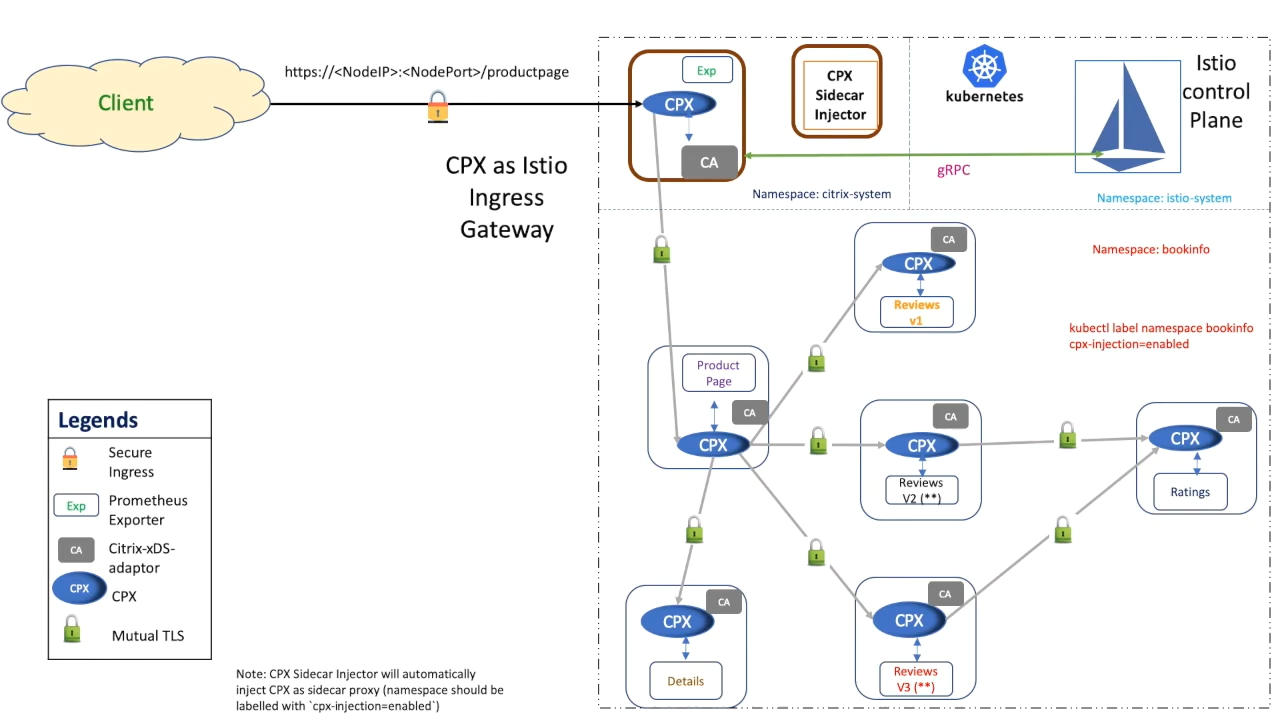 Client
https://<NodeIP>:<NodePort>/productpage
CPX as Istio
Ingress
Gateway
Exp
CPX
CA
CPX
Sidecar
Injector
Namespace: citrix-system
kubernetes
gRPC
Istio
control
Plane
Namespace: istio-system
Namespace: bookinfo
kubectl label namespace bookinfo
cpx-injection=enabled
CA
CPX
Reviews
v1
Product
Page
CA
CPX
CA
CPX
Reviews
V2 (**)
CA
CPX
Ratings
CA
CPX
Details
CA
CPX
Reviews
V3 (**)
Legends
Secure
Ingress
Exp
Prometheus
Exporter
CA
Citrix-xDS-
adaptor
CPX
CPX
Mutual TLS
Note: CPX Sidecar Injector will automatically
inject CPX as sidecar proxy (namespace should be
labelled with `cpx-injection=enabled`)